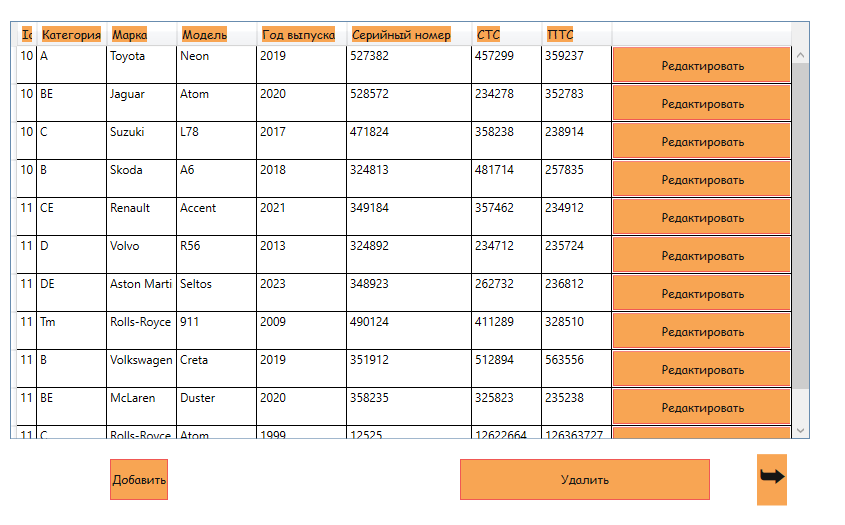 Id Категория Марка Модель Год выпуска Серийный номер СТС ПТС
10 A Toyota Neon 2019 527382 457299 359237 Редактировать
10 BE Jaguar Atom 2020 528572 234278 352783 Редактировать
10 C Suzuki L78 2017 471824 358238 238914 Редактировать
10 B Skoda A6 2018 324813 481714 257835 Редактировать
11 CE Renault Accent 2021 349184 357462 234912 Редактировать
11 D Volvo R56 2013 324892 234712 235724 Редактировать
11 DE Aston Marti Seltos 2023 348923 262732 236812 Редактировать
11 Tm Rolls-Royce 911 2009 490124 411289 328510 Редактировать
11 B Volkswagen Creta 2019 351912 512894 563556 Редактировать
11 BE McLaren Duster 2020 358235 325823 235238 Редактировать
11 C Rolls-Royce Atom 1999 12525 12622664 126363727
Добавить Удалить